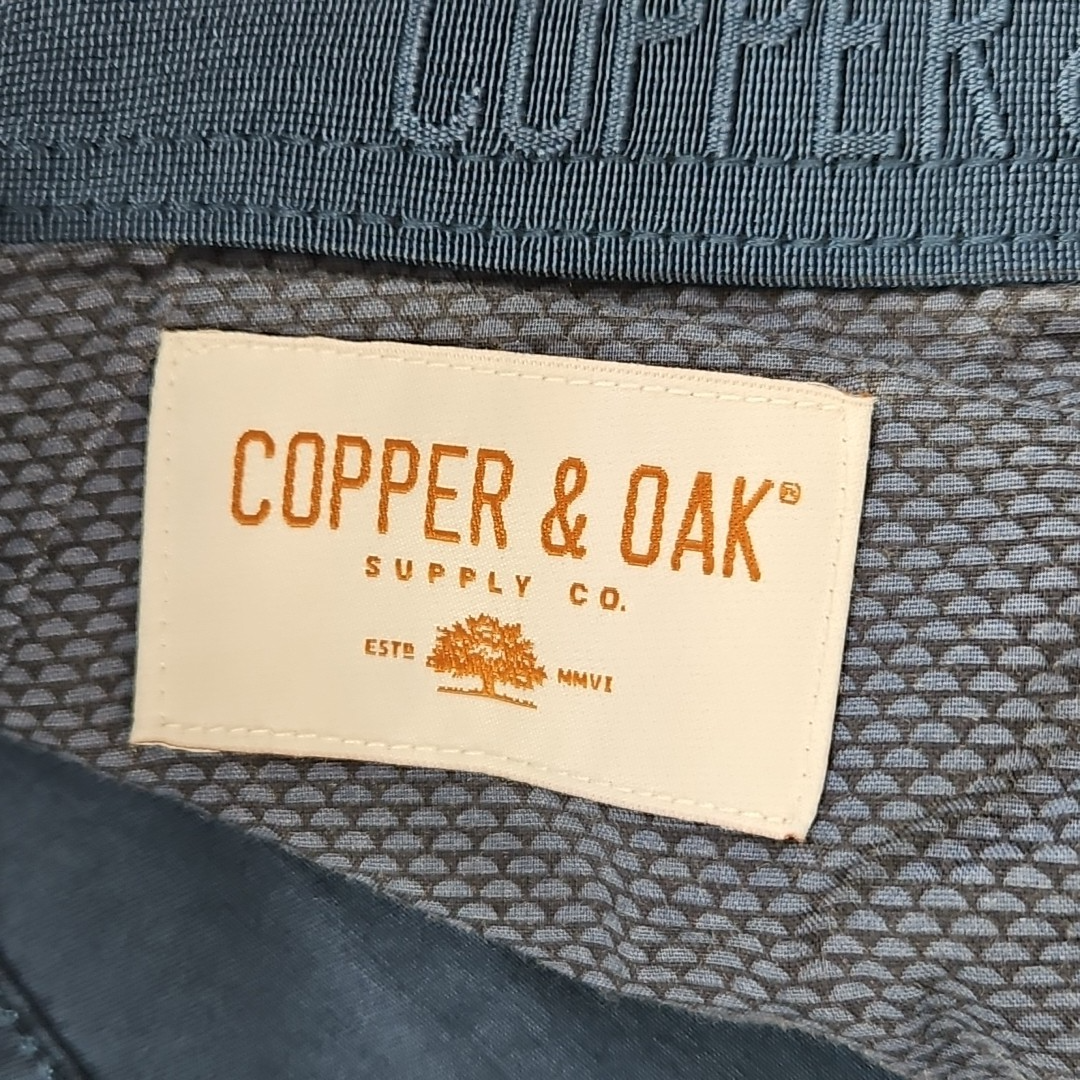 COPPER &
COPPER & OAK®
SUPPLY CO.
ESTD MMVI